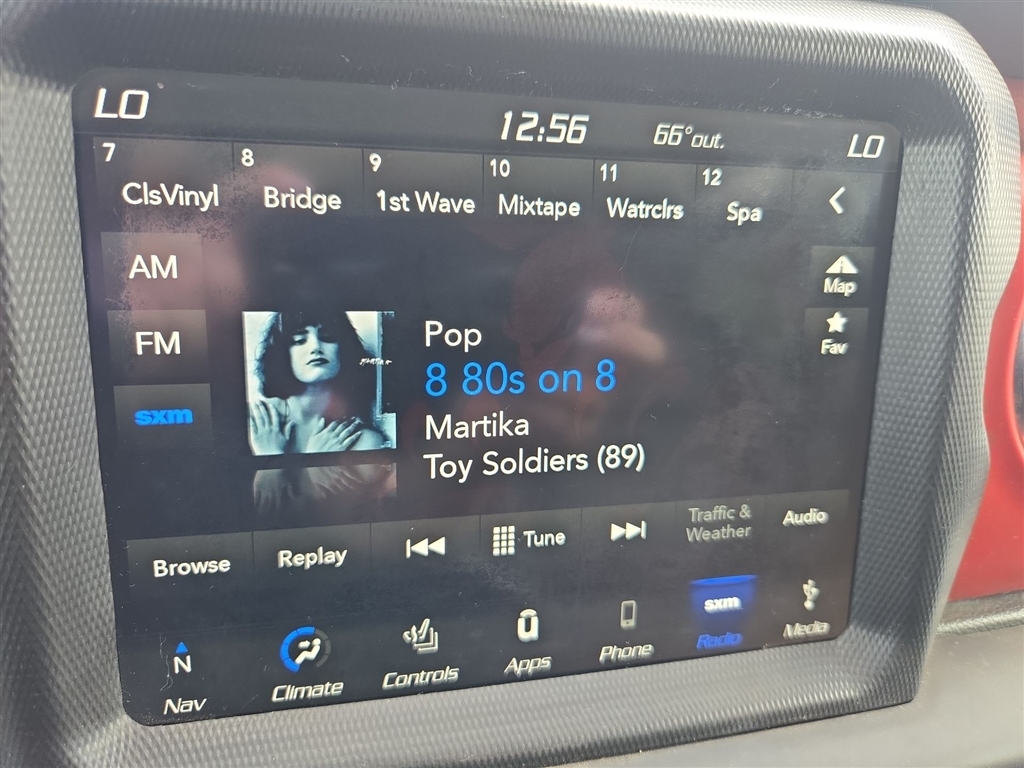 LO
12:56
66° out.
LO
7 ClsVinyl
8 Bridge
9 1st Wave
10 Mixtape
11 Watrclrs
12 Spa
AM
FM
sxm
Pop
8 80s on 8
Martika
Toy Soldiers (89)
Map
Fav
Browse
Replay
Tune
Traffic &
Weather
Audio
N
Nav
Climate
Controls
Apps
Phone
sxm
Radio
Media